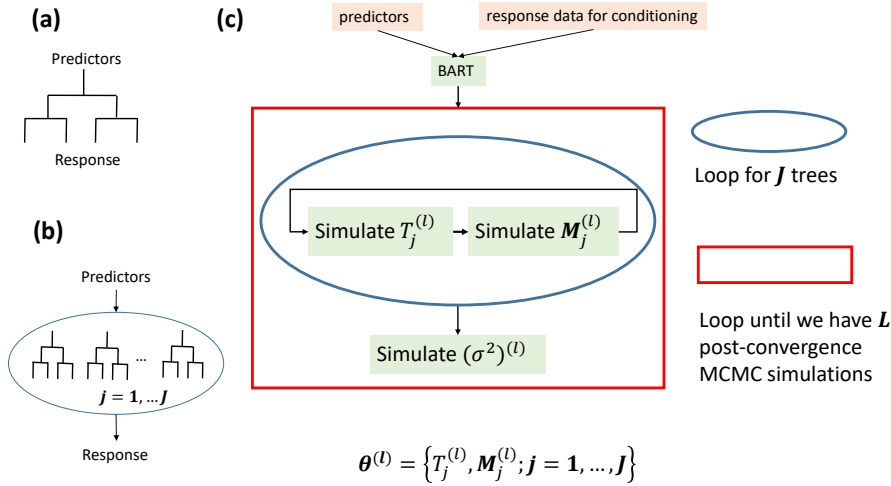 (a)
Predictors
Response
(b)
Predictors
...
j = 1, … J
Response
(c)
predictors
response data for conditioning
BART
Simulate T_j^{(l)}
Simulate M_j^{(l)}
Simulate (σ²)^{(l)}
Loop for J trees
Loop until we have L
post-convergence
MCMC simulations
θ^{(l)} = {T_j^{(l)}, M_j^{(l)}; j = 1, …, J}